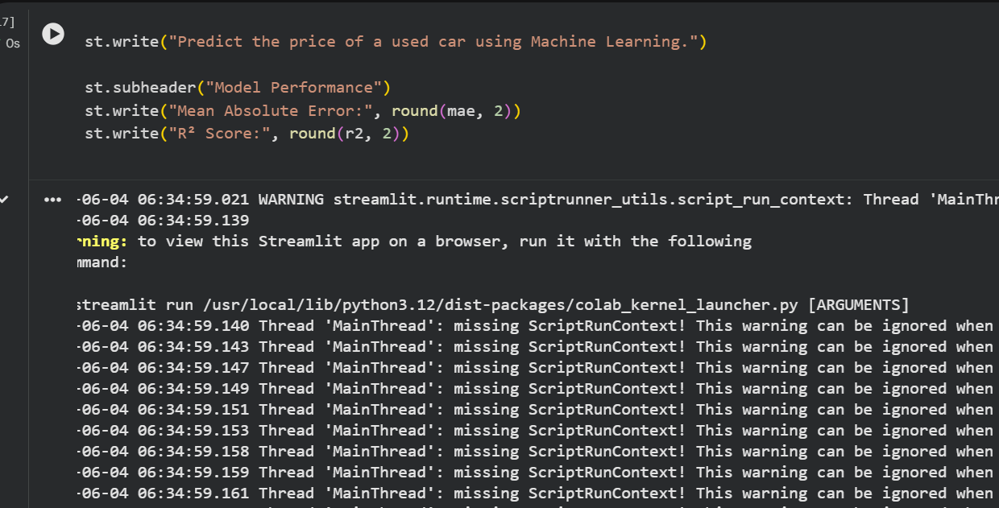 .7]
0s
st.write("Predict the price of a used car using Machine Learning.")
st.subheader("Model Performance")
st.write("Mean Absolute Error:", round(mae, 2))
st.write("R² Score:", round(r2, 2))
-06-04 06:34:59.021 WARNING streamlit.runtime.scriptrunner_utils.script_run_context: Thread 'MainThr
-06-04 06:34:59.139
rning: to view this Streamlit app on a browser, run it with the following
mmand:
streamlit run /usr/local/lib/python3.12/dist-packages/colab_kernel_launcher.py [ARGUMENTS]
-06-04 06:34:59.140 Thread 'MainThread': missing ScriptRunContext! This warning can be ignored when
-06-04 06:34:59.143 Thread 'MainThread': missing ScriptRunContext! This warning can be ignored when
-06-04 06:34:59.147 Thread 'MainThread': missing ScriptRunContext! This warning can be ignored when
-06-04 06:34:59.149 Thread 'MainThread': missing ScriptRunContext! This warning can be ignored when
-06-04 06:34:59.151 Thread 'MainThread': missing ScriptRunContext! This warning can be ignored when
-06-04 06:34:59.153 Thread 'MainThread': missing ScriptRunContext! This warning can be ignored when
-06-04 06:34:59.158 Thread 'MainThread': missing ScriptRunContext! This warning can be ignored when
-06-04 06:34:59.159 Thread 'MainThread': missing ScriptRunContext! This warning can be ignored when
-06-04 06:34:59.161 Thread 'MainThread': missing ScriptRunContext! This warning can be ignored when